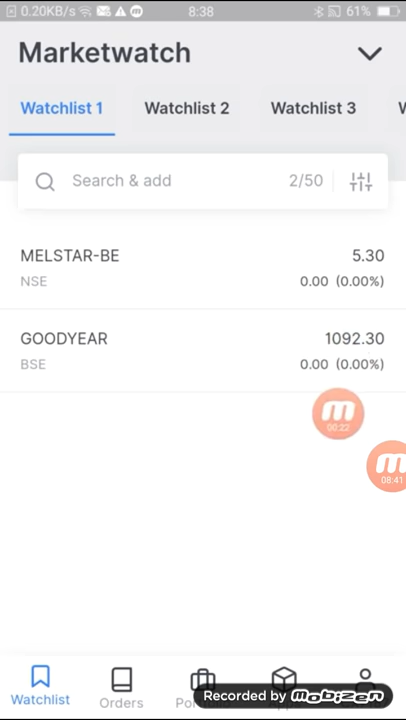 0.20KB/s 8:38 61%
Marketwatch
Watchlist 1 Watchlist 2 Watchlist 3
Search & add 2/50
MELSTAR-BE 5.30
NSE 0.00 (0.00%)
GOODYEAR 1092.30
BSE 0.00 (0.00%)
00:22
08:41
Watchlist Orders
Recorded by mobizen